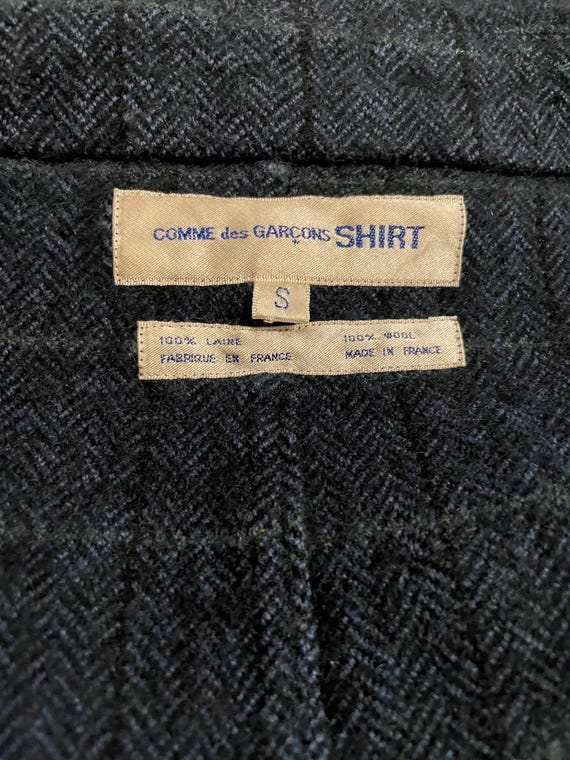 COMME des GARÇONS SHIRT
S
100% LAINE 100% WOOL
FABRIQUE EN FRANCE MADE IN FRANCE